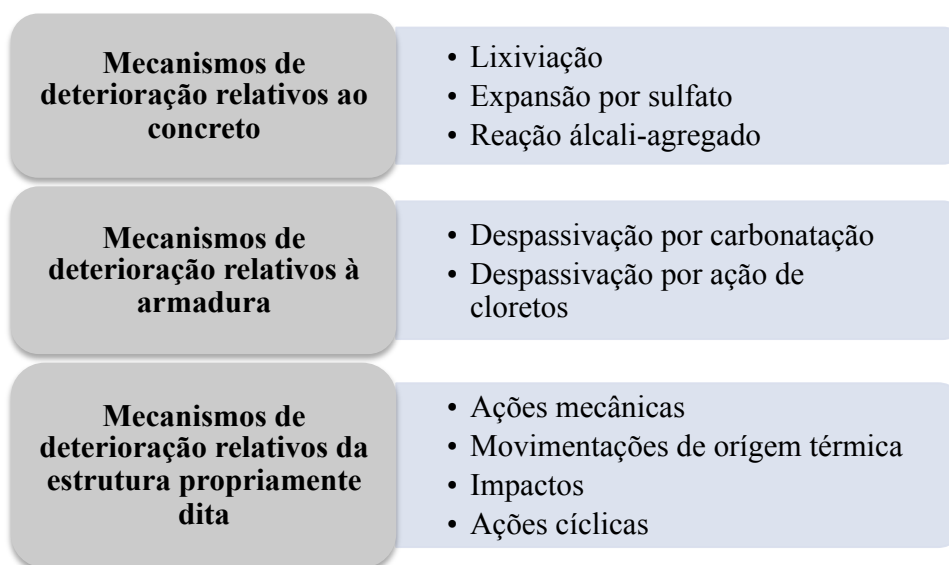 Mecanismos de
deterioração relativos ao
concreto
• Lixiviação
• Expansão por sulfato
• Reação álcali-agregado
Mecanismos de
deterioração relativos à
armadura
• Despassivação por carbonatação
• Despassivação por ação de
cloretos
Mecanismos de
deterioração relativos da
estrutura propriamente
dita
• Ações mecânicas
• Movimentações de orígem térmica
• Impactos
• Ações cíclicas